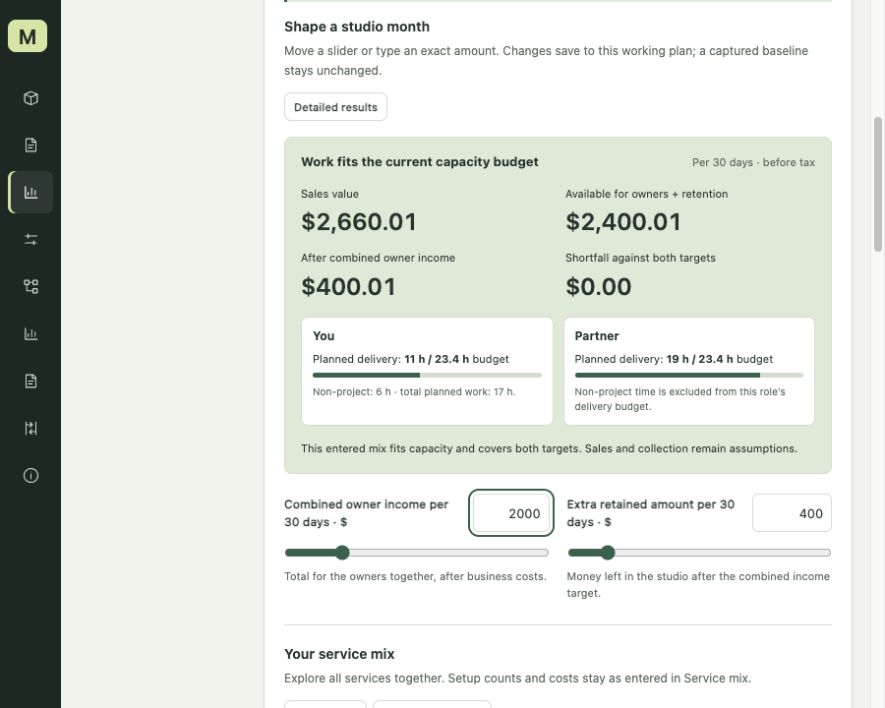 M
Shape a studio month
Move a slider or type an exact amount. Changes save to this working plan; a captured baseline
stays unchanged.
Detailed results
Work fits the current capacity budget
Per 30 days · before tax
Sales value
$2,660.01
Available for owners + retention
$2,400.01
After combined owner income
$400.01
Shortfall against both targets
$0.00
You
Planned delivery: 11 h / 23.4 h budget
Non-project: 6 h · total planned work: 17 h.
Partner
Planned delivery: 19 h / 23.4 h budget
Non-project time is excluded from this role's
delivery budget.
This entered mix fits capacity and covers both targets. Sales and collection remain assumptions.
Combined owner income per
30 days · $
2000
Total for the owners together, after business costs.
Extra retained amount per 30
days · $
400
Money left in the studio after the combined income
target.
Your service mix
Explore all services together. Setup counts and costs stay as entered in Service mix.